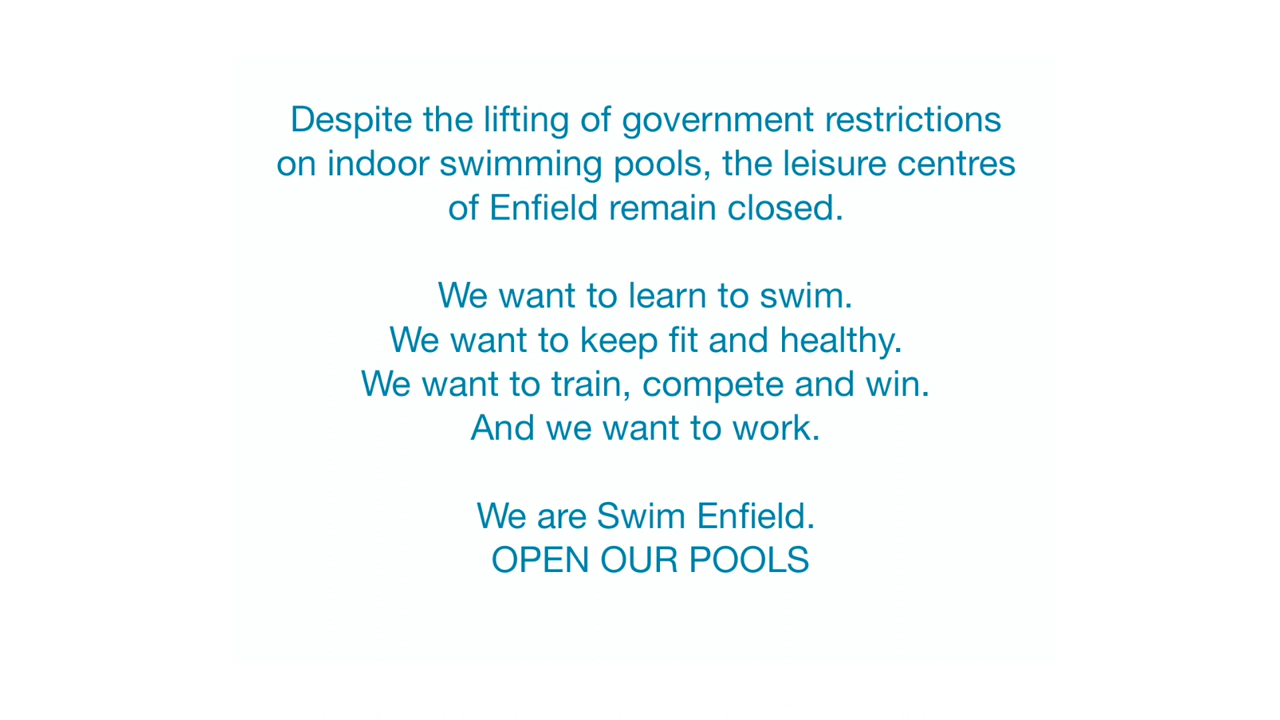 Despite the lifting of government restrictions
on indoor swimming pools, the leisure centres
of Enfield remain closed.
We want to learn to swim.
We want to keep fit and healthy.
We want to train, compete and win.
And we want to work.
We are Swim Enfield.
OPEN OUR POOLS